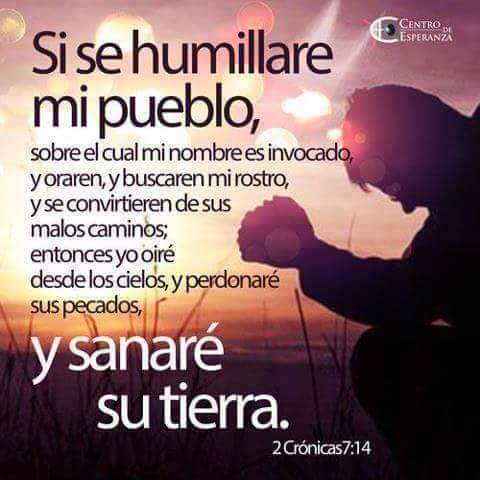 CENTRO DE
ESPERANZA
Si se humillare
mi pueblo,
sobre el cual mi nombre es invocado,
y oraren, y buscaren mi rostro,
y se convirtieren de sus
malos caminos;
entonces yo oiré
desde los cielos, y perdonaré
sus pecados,
y sanaré
su tierra.
2 Crónicas 7:14